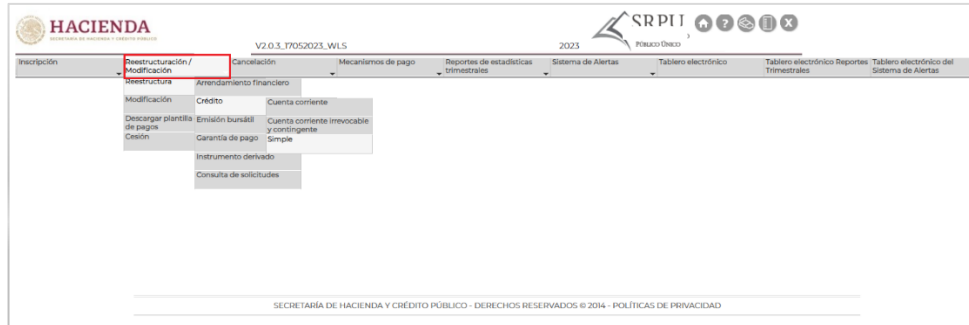 HACIENDA
SECRETARÍA DE HACIENDA Y CRÉDITO PÚBLICO
SRPU
PÚBLICO ÚNICO
V2.0.3_17052023_WLS
2023
Inscripción
Reestructuración /
Modificación
Cancelación
Mecanismos de pago
Reportes de estadísticas
trimestrales
Sistema de Alertas
Tablero electrónico
Tablero electrónico Reportes
Trimestrales
Tablero electrónico del
Sistema de Alertas
Reestructura
Modificación
Descargar plantilla
de pagos
Cesión
Arrendamiento financiero
Crédito
Emisión bursátil
Garantía de pago
Instrumento derivado
Consulta de solicitudes
Cuenta corriente
Cuenta corriente irrevocable
y contingente
Simple
SECRETARÍA DE HACIENDA Y CRÉDITO PÚBLICO - DERECHOS RESERVADOS © 2014 - POLÍTICAS DE PRIVACIDAD